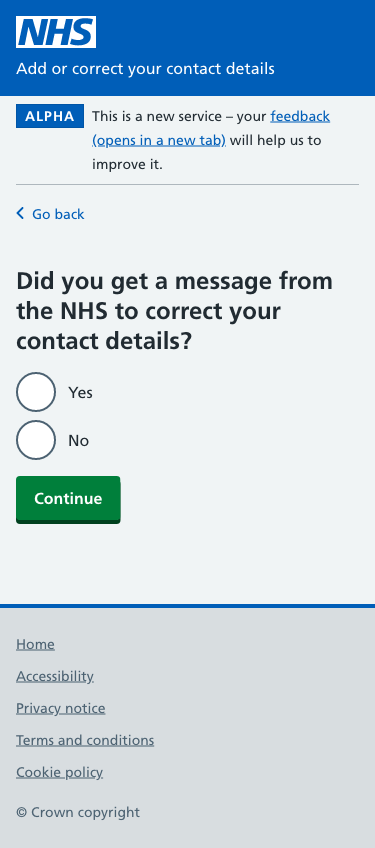 NHS
Add or correct your contact details
ALPHA
This is a new service – your feedback
(opens in a new tab) will help us to
improve it.
Go back
Did you get a message from
the NHS to correct your
contact details?
Yes
No
Continue
Home
Accessibility
Privacy notice
Terms and conditions
Cookie policy
© Crown copyright